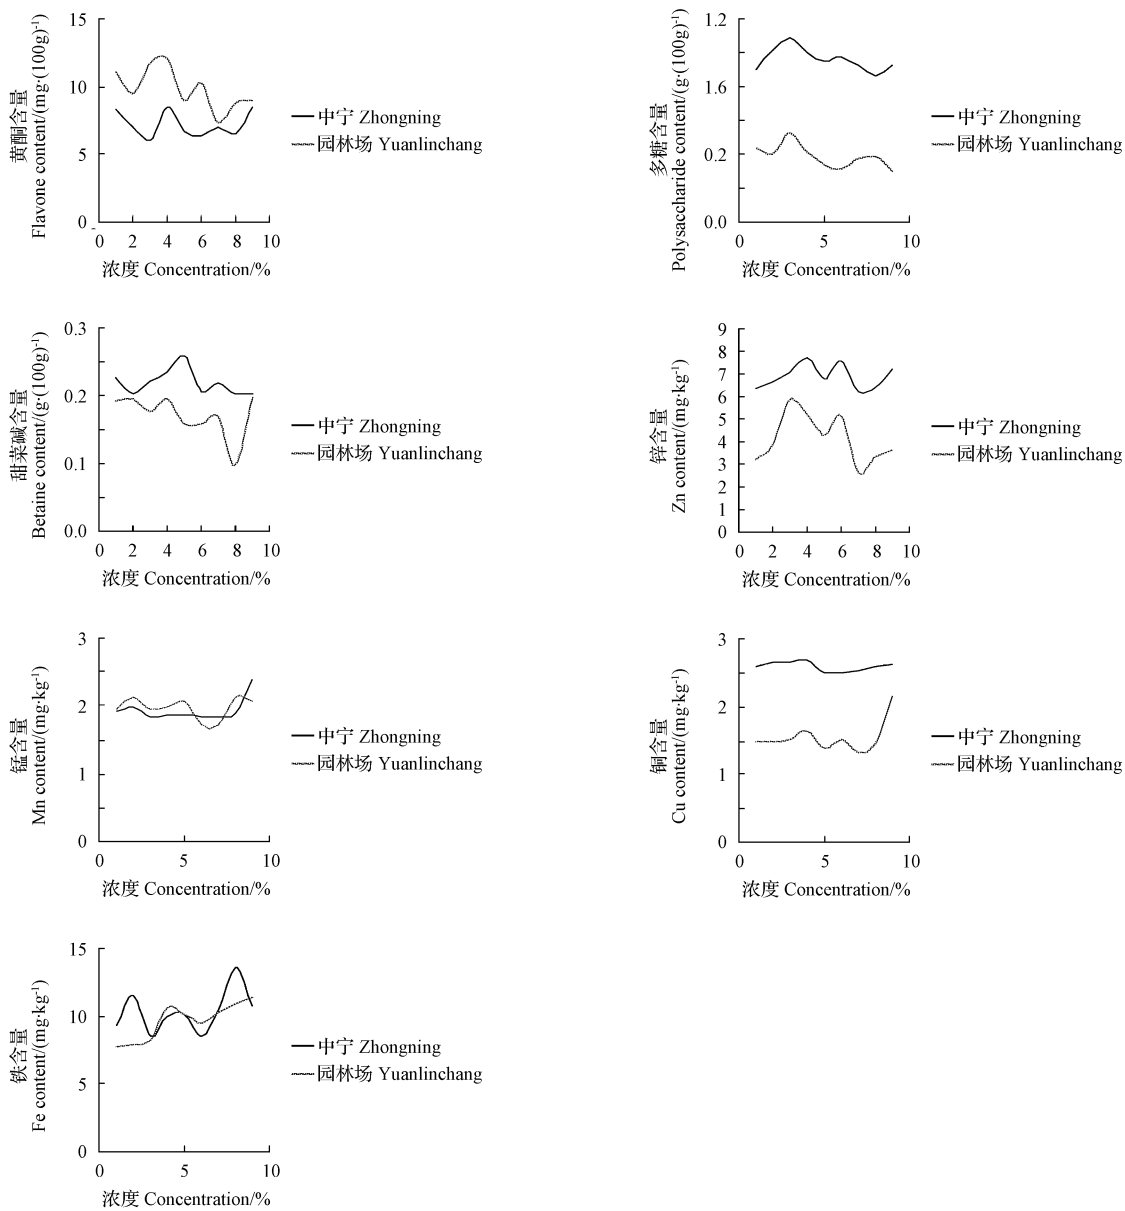 黄酮含量
Flavone content/(mg·(100g)⁻¹)
15
10
5
0
0 2 4 6 8 10
浓度 Concentration/%
中宁 Zhongning
园林场 Yuanlinchang
多糖含量
Polysaccharide content/(g·(100g)⁻¹)
1.2
1.6
0.2
0.0
0 5 10
浓度 Concentration/%
中宁 Zhongning
园林场 Yuanlinchang
甜菜碱含量
Betaine content/(g·(100g)⁻¹)
0.3
0.2
0.1
0.0
0 2 4 6 8 10
浓度 Concentration/%
中宁 Zhongning
园林场 Yuanlinchang
锌含量
Zn content/(mg·kg⁻¹)
9
8
7
6
5
4
3
2
1
0
0 2 4 6 8 10
浓度 Concentration/%
中宁 Zhongning
园林场 Yuanlinchang
锰含量
Mn content/(mg·kg⁻¹)
3
2
1
0
0 5 10
浓度 Concentration/%
中宁 Zhongning
园林场 Yuanlinchang
铜含量
Cu content/(mg·kg⁻¹)
3
2
1
0
0 5 10
浓度 Concentration/%
中宁 Zhongning
园林场 Yuanlinchang
铁含量
Fe content/(mg·kg⁻¹)
15
10
5
0
0 5 10
浓度 Concentration/%
中宁 Zhongning
园林场 Yuanlinchang